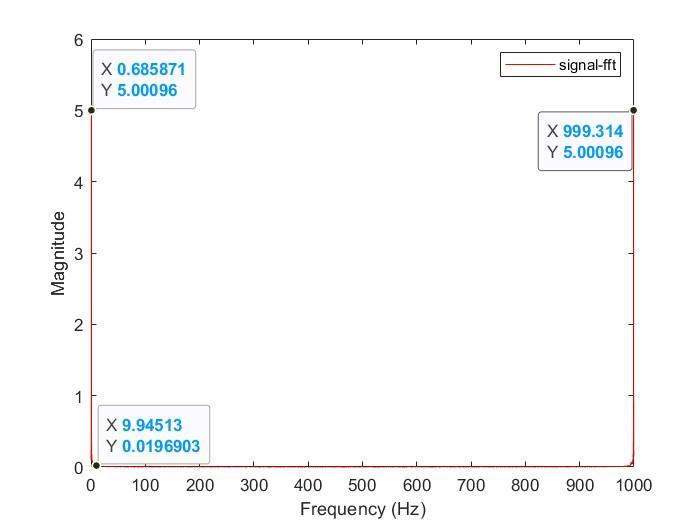 6
X 0.685871
Y 5.00096
signal-fft
5
X 999.314
Y 5.00096
4
3
Magnitude
2
1
X 9.94513
Y 0.0196903
0
0 100 200 300 400 500 600 700 800 900 1000
Frequency (Hz)